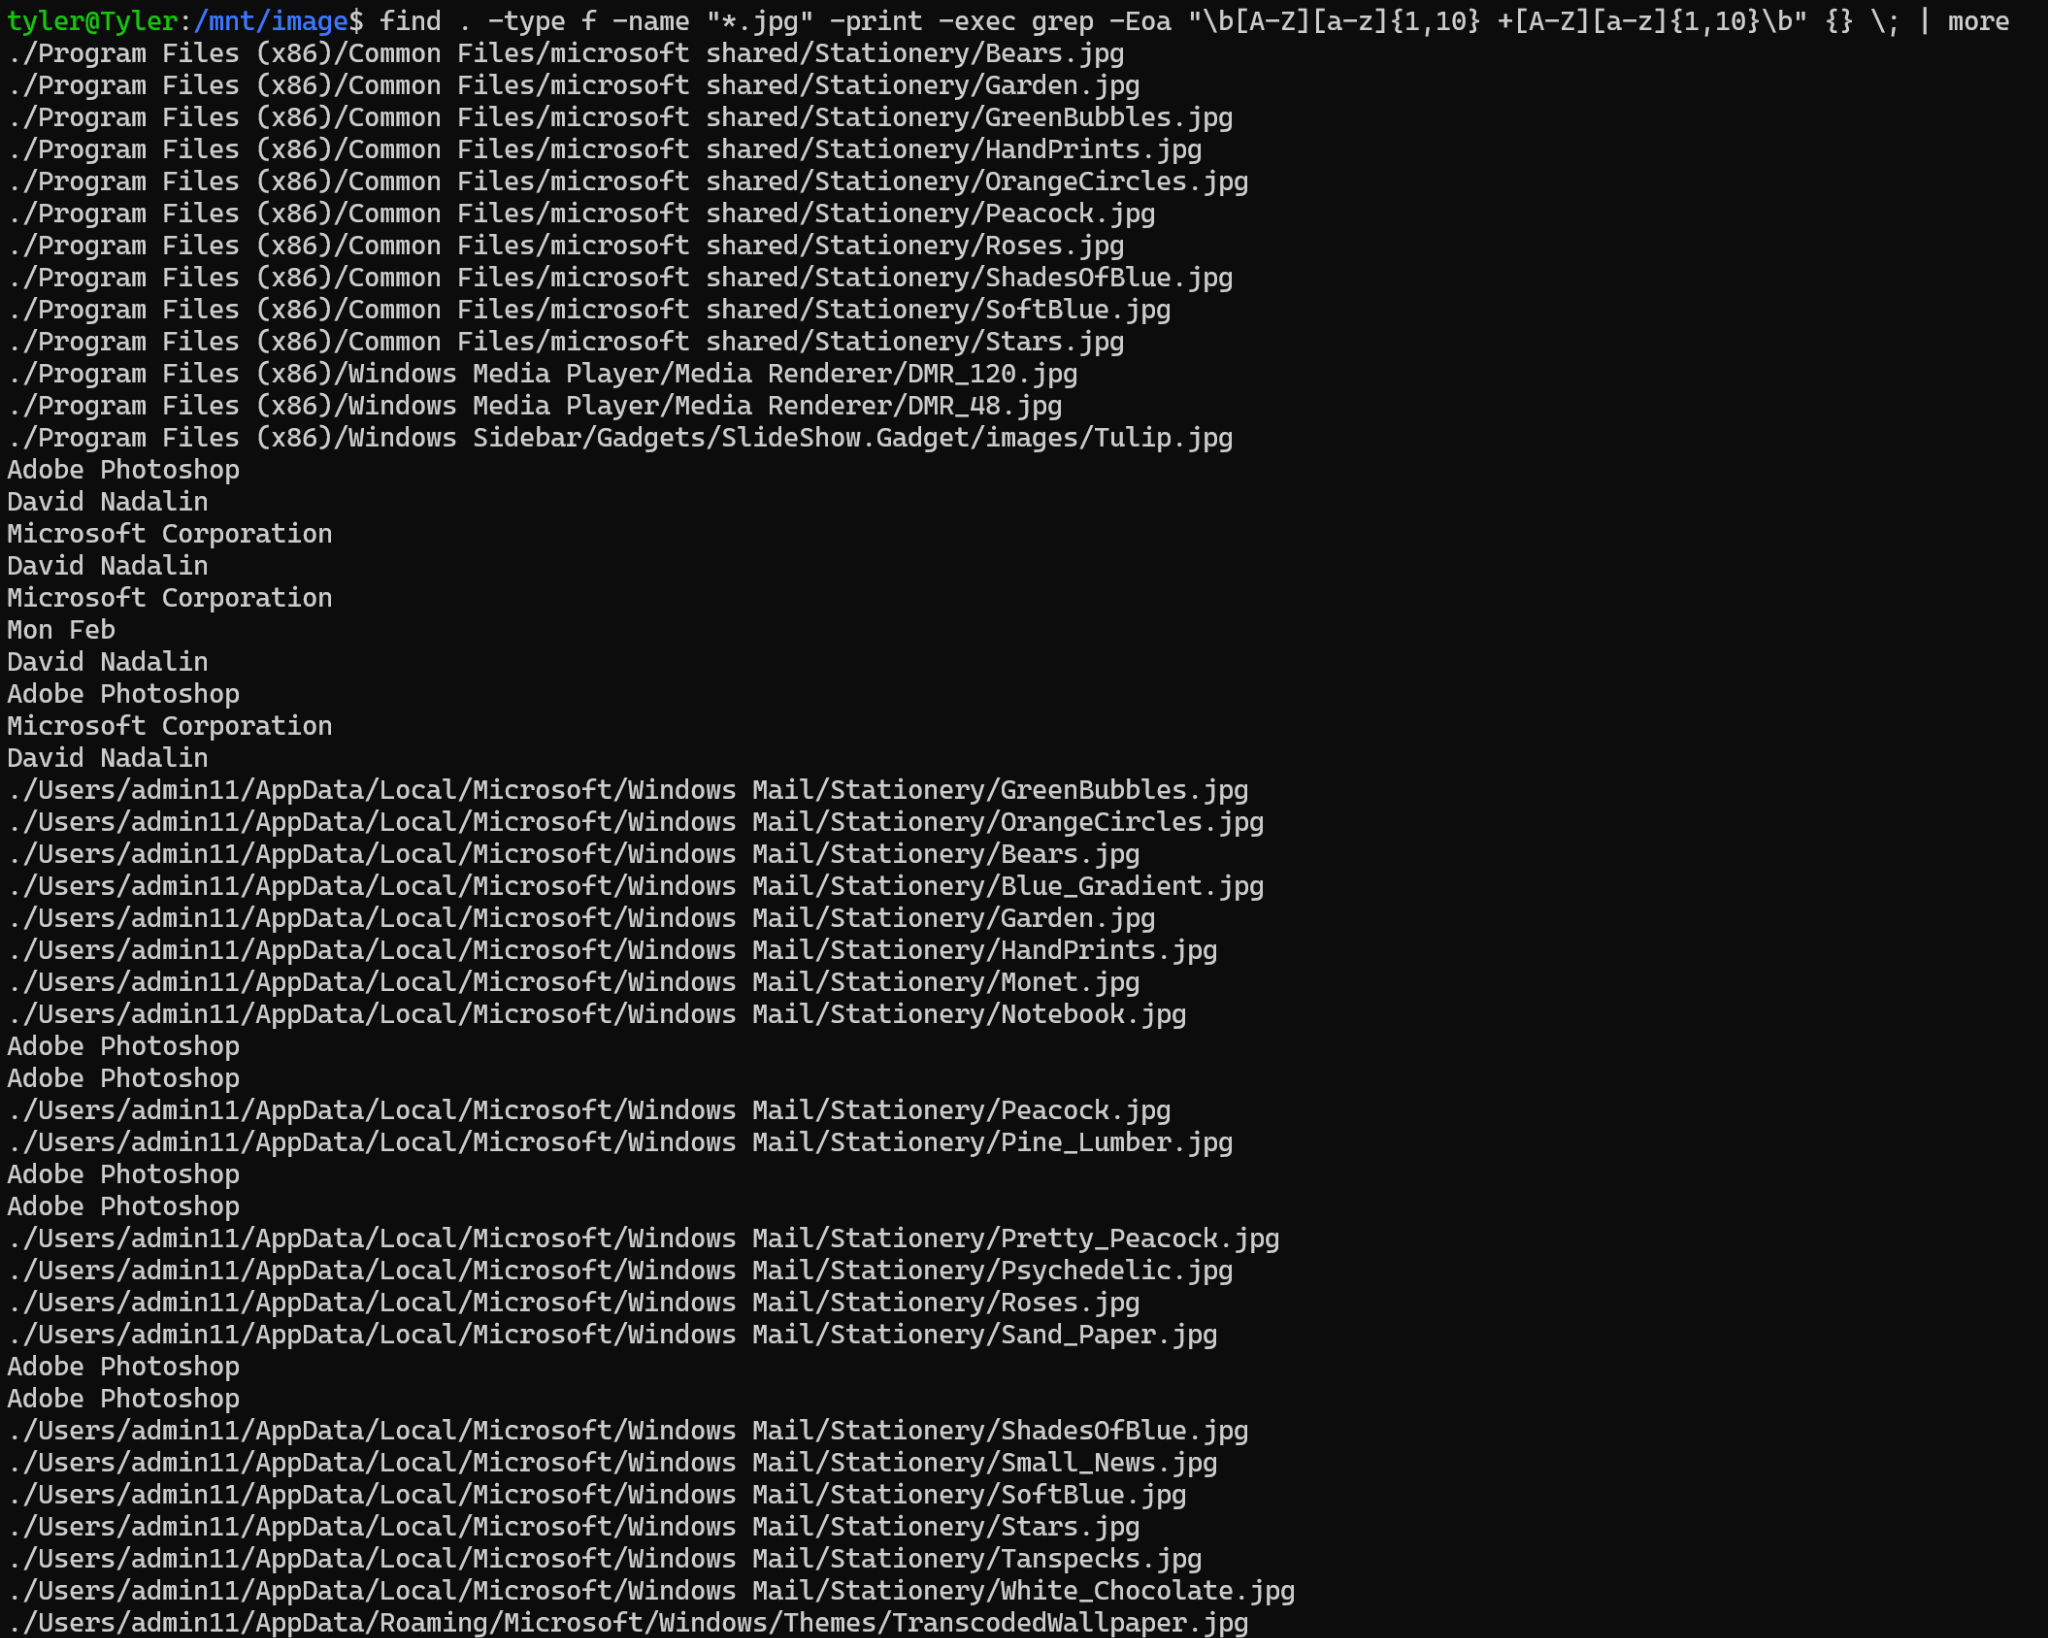 tyler@Tyler:/mnt/image$ find . -type f -name "*.jpg" -print -exec grep -Eoa "\b[A-Z][a-z]{1,10} +[A-Z][a-z]{1,10}\b" {} \; | more
./Program Files (x86)/Common Files/microsoft shared/Stationery/Bears.jpg
./Program Files (x86)/Common Files/microsoft shared/Stationery/Garden.jpg
./Program Files (x86)/Common Files/microsoft shared/Stationery/GreenBubbles.jpg
./Program Files (x86)/Common Files/microsoft shared/Stationery/HandPrints.jpg
./Program Files (x86)/Common Files/microsoft shared/Stationery/OrangeCircles.jpg
./Program Files (x86)/Common Files/microsoft shared/Stationery/Peacock.jpg
./Program Files (x86)/Common Files/microsoft shared/Stationery/Roses.jpg
./Program Files (x86)/Common Files/microsoft shared/Stationery/ShadesOfBlue.jpg
./Program Files (x86)/Common Files/microsoft shared/Stationery/SoftBlue.jpg
./Program Files (x86)/Common Files/microsoft shared/Stationery/Stars.jpg
./Program Files (x86)/Windows Media Player/Media Renderer/DMR_120.jpg
./Program Files (x86)/Windows Media Player/Media Renderer/DMR_48.jpg
./Program Files (x86)/Windows Sidebar/Gadgets/SlideShow.Gadget/images/Tulip.jpg
Adobe Photoshop
David Nadalin
Microsoft Corporation
David Nadalin
Microsoft Corporation
Mon Feb
David Nadalin
Adobe Photoshop
Microsoft Corporation
David Nadalin
./Users/admin11/AppData/Local/Microsoft/Windows Mail/Stationery/GreenBubbles.jpg
./Users/admin11/AppData/Local/Microsoft/Windows Mail/Stationery/OrangeCircles.jpg
./Users/admin11/AppData/Local/Microsoft/Windows Mail/Stationery/Bears.jpg
./Users/admin11/AppData/Local/Microsoft/Windows Mail/Stationery/Blue_Gradient.jpg
./Users/admin11/AppData/Local/Microsoft/Windows Mail/Stationery/Garden.jpg
./Users/admin11/AppData/Local/Microsoft/Windows Mail/Stationery/HandPrints.jpg
./Users/admin11/AppData/Local/Microsoft/Windows Mail/Stationery/Monet.jpg
./Users/admin11/AppData/Local/Microsoft/Windows Mail/Stationery/Notebook.jpg
Adobe Photoshop
Adobe Photoshop
./Users/admin11/AppData/Local/Microsoft/Windows Mail/Stationery/Peacock.jpg
./Users/admin11/AppData/Local/Microsoft/Windows Mail/Stationery/Pine_Lumber.jpg
Adobe Photoshop
Adobe Photoshop
./Users/admin11/AppData/Local/Microsoft/Windows Mail/Stationery/Pretty_Peacock.jpg
./Users/admin11/AppData/Local/Microsoft/Windows Mail/Stationery/Psychedelic.jpg
./Users/admin11/AppData/Local/Microsoft/Windows Mail/Stationery/Roses.jpg
./Users/admin11/AppData/Local/Microsoft/Windows Mail/Stationery/Sand_Paper.jpg
Adobe Photoshop
Adobe Photoshop
./Users/admin11/AppData/Local/Microsoft/Windows Mail/Stationery/ShadesOfBlue.jpg
./Users/admin11/AppData/Local/Microsoft/Windows Mail/Stationery/Small_News.jpg
./Users/admin11/AppData/Local/Microsoft/Windows Mail/Stationery/SoftBlue.jpg
./Users/admin11/AppData/Local/Microsoft/Windows Mail/Stationery/Stars.jpg
./Users/admin11/AppData/Local/Microsoft/Windows Mail/Stationery/Tanspecks.jpg
./Users/admin11/AppData/Local/Microsoft/Windows Mail/Stationery/White_Chocolate.jpg
./Users/admin11/AppData/Roaming/Microsoft/Windows/Themes/TranscodedWallpaper.jpg